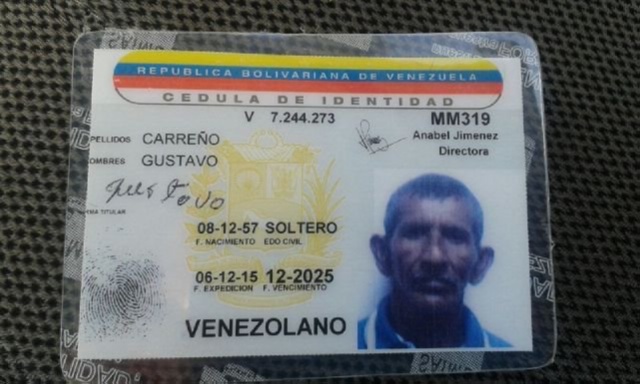 REPUBLICA BOLIVARIANA DE VENEZUELA
CEDULA DE IDENTIDAD
V 7.244.273
MM319
Anabel Jimenez
Directora
PELLIDOS CARREÑO
OMBRES GUSTAVO
Gustavo
TITULAR
08-12-57 SOLTERO
F. NACIMIENTO EDO CIVIL
06-12-15 12-2025
F. EXPEDICION F. VENCIMIENTO
VENEZOLANO